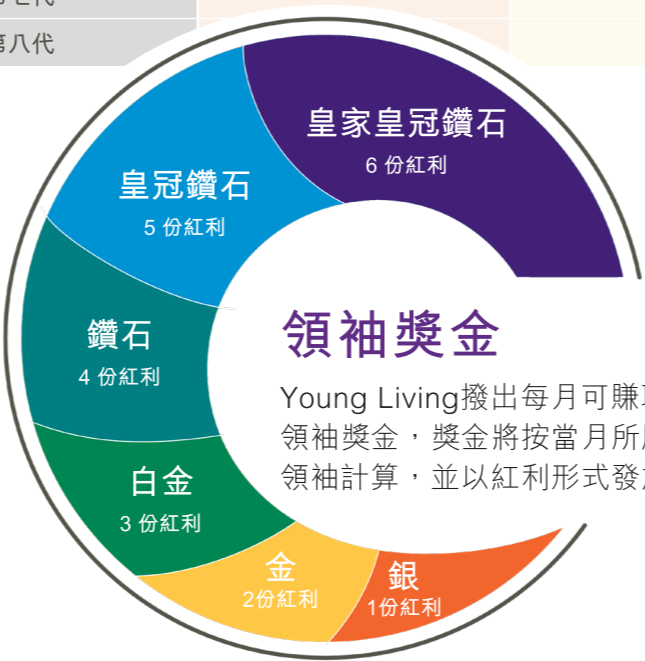 第八代
皇家皇冠鑽石
6 份紅利
皇冠鑽石
5 份紅利
鑽石
4 份紅利
領袖獎金
Young Living撥出每月可賺
領袖獎金，獎金將按當月所
領袖計算，並以紅利形式發
白金
3 份紅利
金
2份紅利
銀
1份紅利